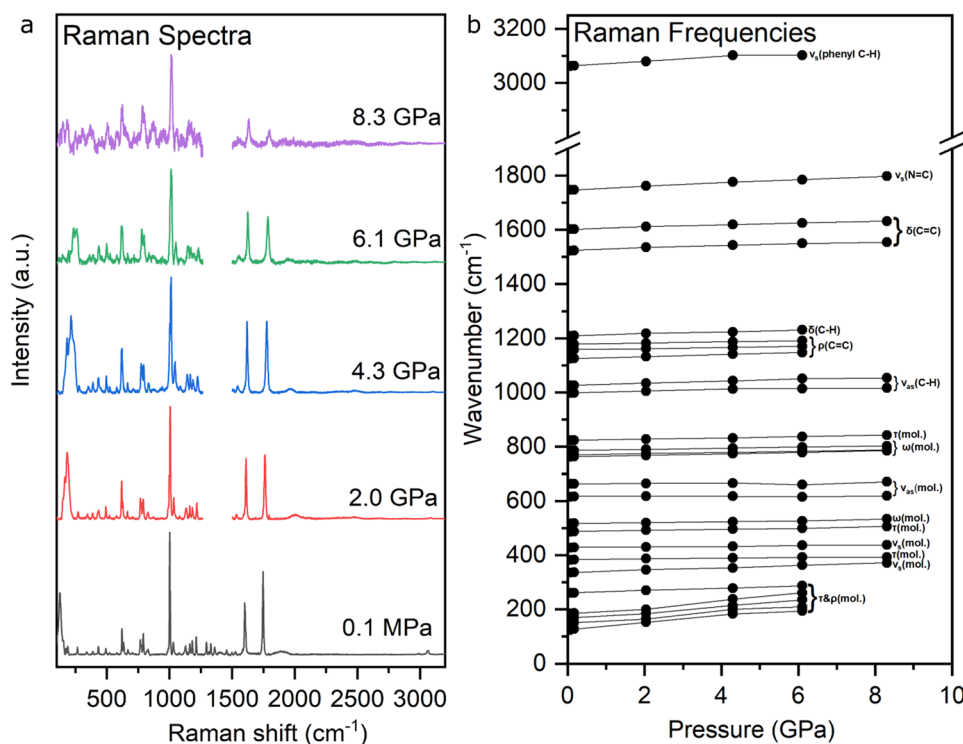 a
Raman Spectra
Intensity (a.u.)
8.3 GPa
6.1 GPa
4.3 GPa
2.0 GPa
0.1 MPa
500 1000 1500 2000 2500 3000
Raman shift (cm⁻¹)
b
Raman Frequencies
Wavenumber (cm⁻¹)
3200
3000
1800
1600
1400
1200
1000
800
600
400
200
0
νs(phenyl C-H)
νs(N=C)
δ(C=C)
δ(C-H)
ρ(C=C)
νas(C-H)
τ(mol.)
ω(mol.)
νas(mol.)
ω(mol.)
τ(mol.)
νs(mol.)
τ(mol.)
νs(mol.)
τ&ρ(mol.)
0 2 4 6 8 10
Pressure (GPa)